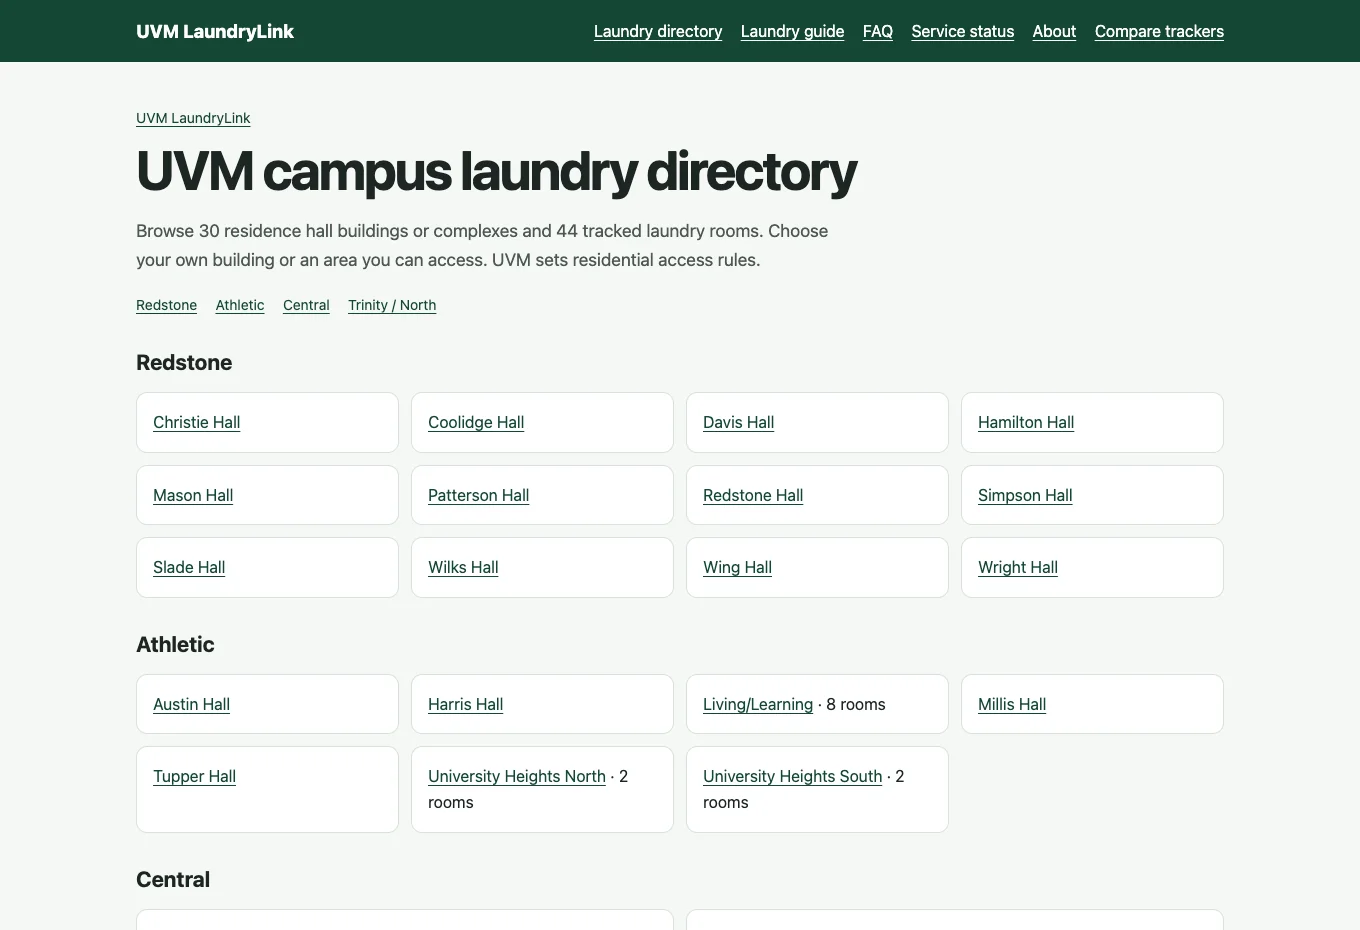 UVM LaundryLink
Laundry directory Laundry guide FAQ Service status About Compare trackers
UVM LaundryLink
UVM campus laundry directory
Browse 30 residence hall buildings or complexes and 44 tracked laundry rooms. Choose
your own building or an area you can access. UVM sets residential access rules.
Redstone Athletic Central Trinity / North
Redstone
Christie Hall
Coolidge Hall
Davis Hall
Hamilton Hall
Mason Hall
Patterson Hall
Redstone Hall
Simpson Hall
Slade Hall
Wilks Hall
Wing Hall
Wright Hall
Athletic
Austin Hall
Harris Hall
Living/Learning · 8 rooms
Millis Hall
Tupper Hall
University Heights North · 2
rooms
University Heights South · 2
rooms
Central